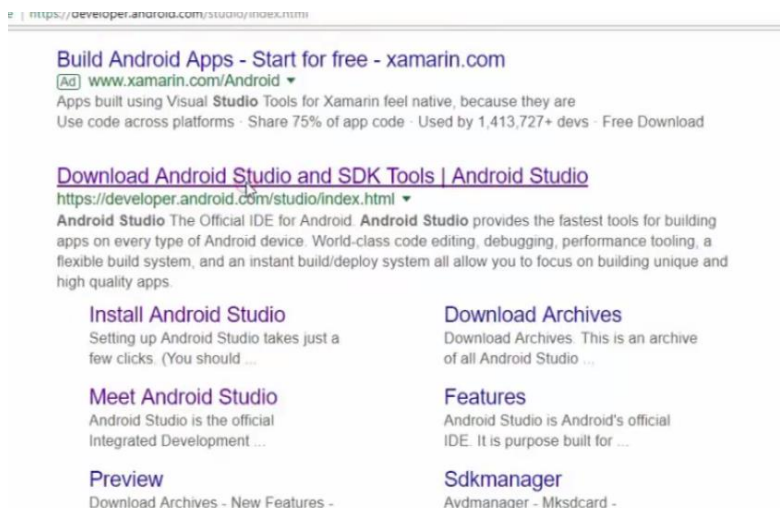 https://developer.android.com/studio/index.html
Build Android Apps - Start for free - xamarin.com
Ad www.xamarin.com/Android
Apps built using Visual Studio Tools for Xamarin feel native, because they are
Use code across platforms · Share 75% of app code · Used by 1,413,727+ devs · Free Download
Download Android Studio and SDK Tools | Android Studio
https://developer.android.com/studio/index.html
Android Studio The Official IDE for Android. Android Studio provides the fastest tools for building
apps on every type of Android device. World-class code editing, debugging, performance tooling, a
flexible build system, and an instant build/deploy system all allow you to focus on building unique and
high quality apps.
Install Android Studio
Setting up Android Studio takes just a
few clicks. (You should ...
Download Archives
Download Archives. This is an archive
of all Android Studio ...
Meet Android Studio
Android Studio is the official
Integrated Development ...
Features
Android Studio is Android's official
IDE. It is purpose built for ...
Preview
Download Archives - New Features -
Sdkmanager
Avdmanager - Mksdcard -